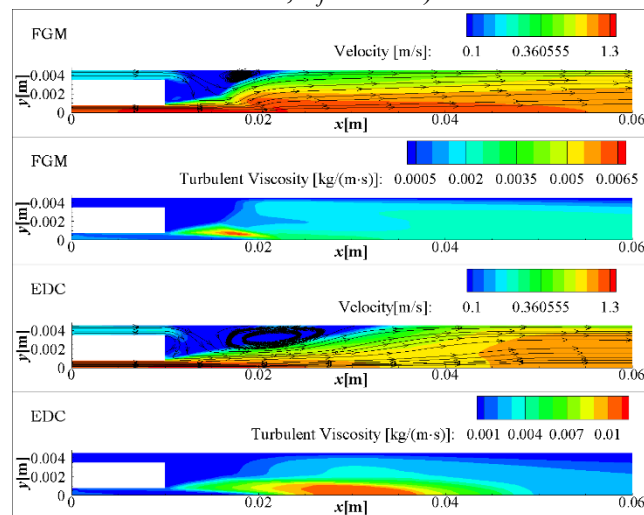 FGM
Velocity [m/s]: 0.1 0.360555 1.3
y[m]
0.004
0.002
0
0 0.02 0.04 0.06
x[m]
FGM
Turbulent Viscosity [kg/(m·s)]: 0.0005 0.002 0.0035 0.005 0.0065
y[m]
0.004
0.002
0
0 0.02 0.04 0.06
x[m]
EDC
Velocity[m/s]: 0.1 0.360555 1.3
y[m]
0.004
0.002
0
0 0.02 0.04 0.06
x[m]
EDC
Turbulent Viscosity [kg/(m·s)]: 0.001 0.004 0.007 0.01
y[m]
0.004
0.002
0
0 0.02 0.04 0.06
x[m]